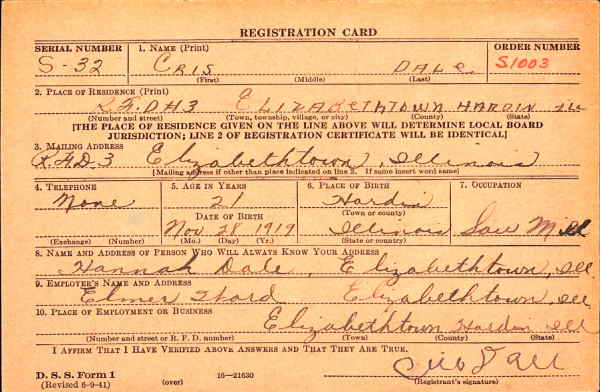 REGISTRATION CARD
SERIAL NUMBER 1. NAME (Print) ORDER NUMBER
S-32 CRIS DALE S1003
(First) (Middle) (Last)
2. PLACE OF RESIDENCE (Print)
R.F.D#3 ELIZABETHTOWN HARDIN ILL
(Number and street) (Town, township, village, or city) (County) (State)
[THE PLACE OF RESIDENCE GIVEN ON THE LINE ABOVE WILL DETERMINE LOCAL BOARD
JURISDICTION; LINE 2 OF REGISTRATION CERTIFICATE WILL BE IDENTICAL]
3. MAILING ADDRESS
R.F.D-3 Elizabethtown, Illinois
[Mailing address if other than place indicated on line 2. If same insert word same]
4. TELEPHONE 5. AGE IN YEARS 6. PLACE OF BIRTH 7. OCCUPATION
None 21 Hardin
DATE OF BIRTH (Town or county)
Nov 28 1919 Illinois Saw Mill
(Exchange) (Number) (Mo.) (Day) (Yr.) (State or country)
8. NAME AND ADDRESS OF PERSON WHO WILL ALWAYS KNOW YOUR ADDRESS
Hannah Dale, Elizabethtown, Ill
9. EMPLOYER'S NAME AND ADDRESS
Elmer Elizabethtown, Ill
10. PLACE OF EMPLOYMENT OR BUSINESS
Elizabethtown Hardin Ill
(Number and street or R. F. D. number) (Town) (County) (State)
I AFFIRM THAT I HAVE VERIFIED ABOVE ANSWERS AND THAT THEY ARE TRUE.
D. S. S. Form 1
(Revised 6-9-41) (over) 16—21630 (Registrant's signature)